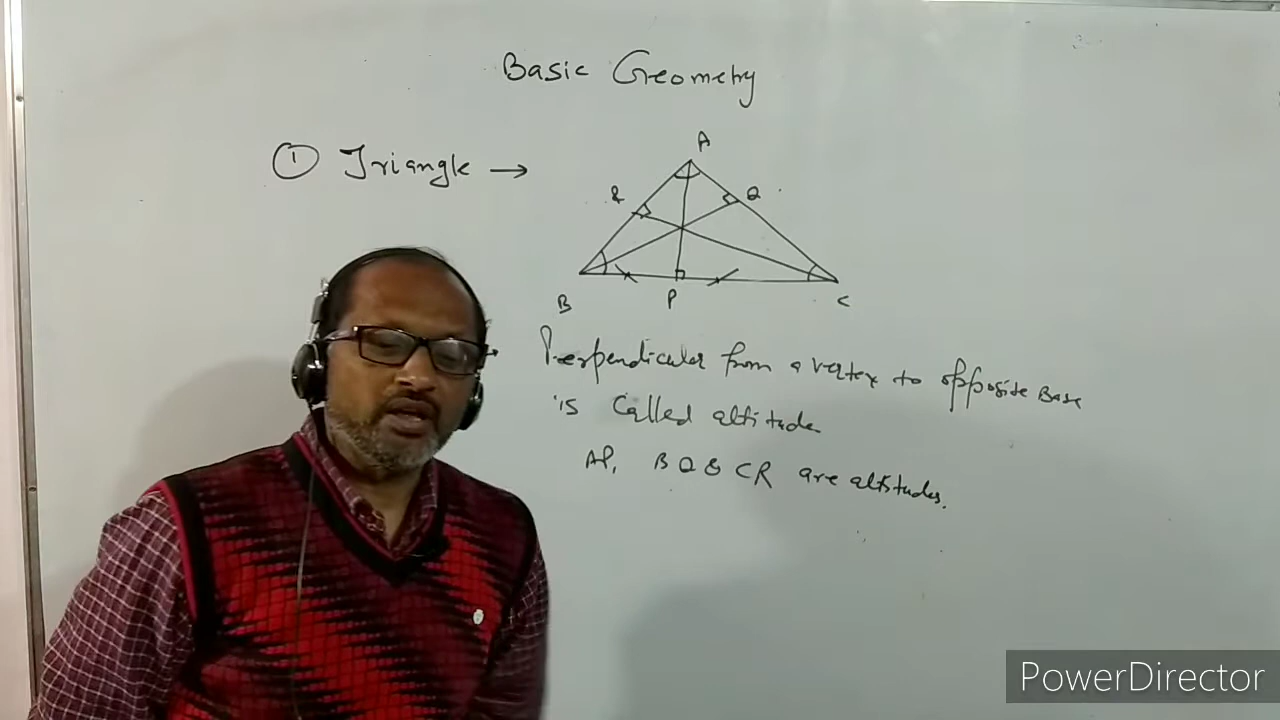 Basic Geometry
① Triangle →
A
R
Q
B
P
C
Perpendicular from a vertex to opposite Base
is called altitude
AP, BQ & CR are altitudes.
PowerDirector